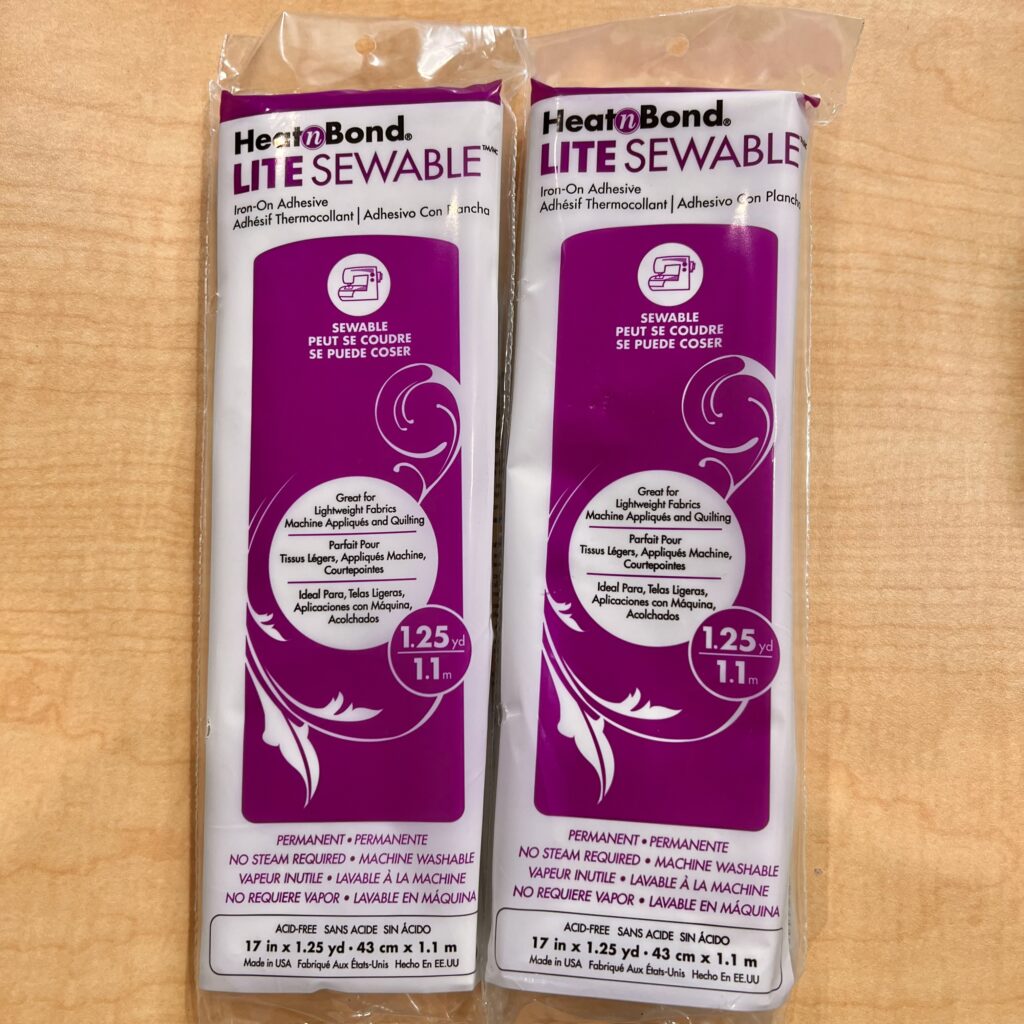 HeatnBond®
LITE SEWABLE™/MC
Iron-On Adhesive
Adhésif Thermocollant | Adhesivo Con Plancha
SEWABLE
PEUT SE COUDRE
SE PUEDE COSER
Great for
Lightweight Fabrics
Machine Appliqués and Quilting
Parfait Pour
Tissus Légers, Appliqués Machine,
Courtepointes
Ideal Para, Telas Ligeras,
Aplicaciones con Máquina,
Acolchados
1.25 yd
1.1 m
PERMANENT • PERMANENTE
NO STEAM REQUIRED • MACHINE WASHABLE
VAPEUR INUTILE • LAVABLE À LA MACHINE
NO REQUIERE VAPOR • LAVABLE EN MÁQUINA
ACID-FREE SANS ACIDE SIN ÁCIDO
17 in x 1.25 yd • 43 cm x 1.1 m
Made in USA Fabriqué Aux États-Unis Hecho En EE.UU
HeatnBond®
LITE SEWABLE™
Iron-On Adhesive
Adhésif Thermocollant | Adhesivo Con Plancha
SEWABLE
PEUT SE COUDRE
SE PUEDE COSER
Great for
Lightweight Fabrics
Machine Appliqués and Quilting
Parfait Pour
Tissus Légers, Appliqués Machine,
Courtepointes
Ideal Para, Telas Ligeras,
Aplicaciones con Máquina,
Acolchados
1.25 yd
1.1 m
PERMANENT • PERMANENTE
NO STEAM REQUIRED • MACHINE WASHABLE
VAPEUR INUTILE • LAVABLE À LA MACHINE
NO REQUIERE VAPOR • LAVABLE EN MÁQUINA
ACID-FREE SANS ACIDE SIN ÁCIDO
17 in x 1.25 yd • 43 cm x 1.1 m
Made in USA Fabriqué Aux États-Unis Hecho En EE.UU